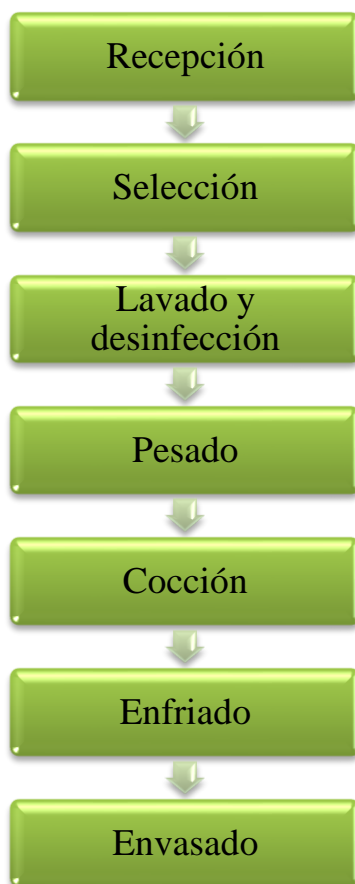 Recepción
Selección
Lavado y
desinfección
Pesado
Cocción
Enfriado
Envasado